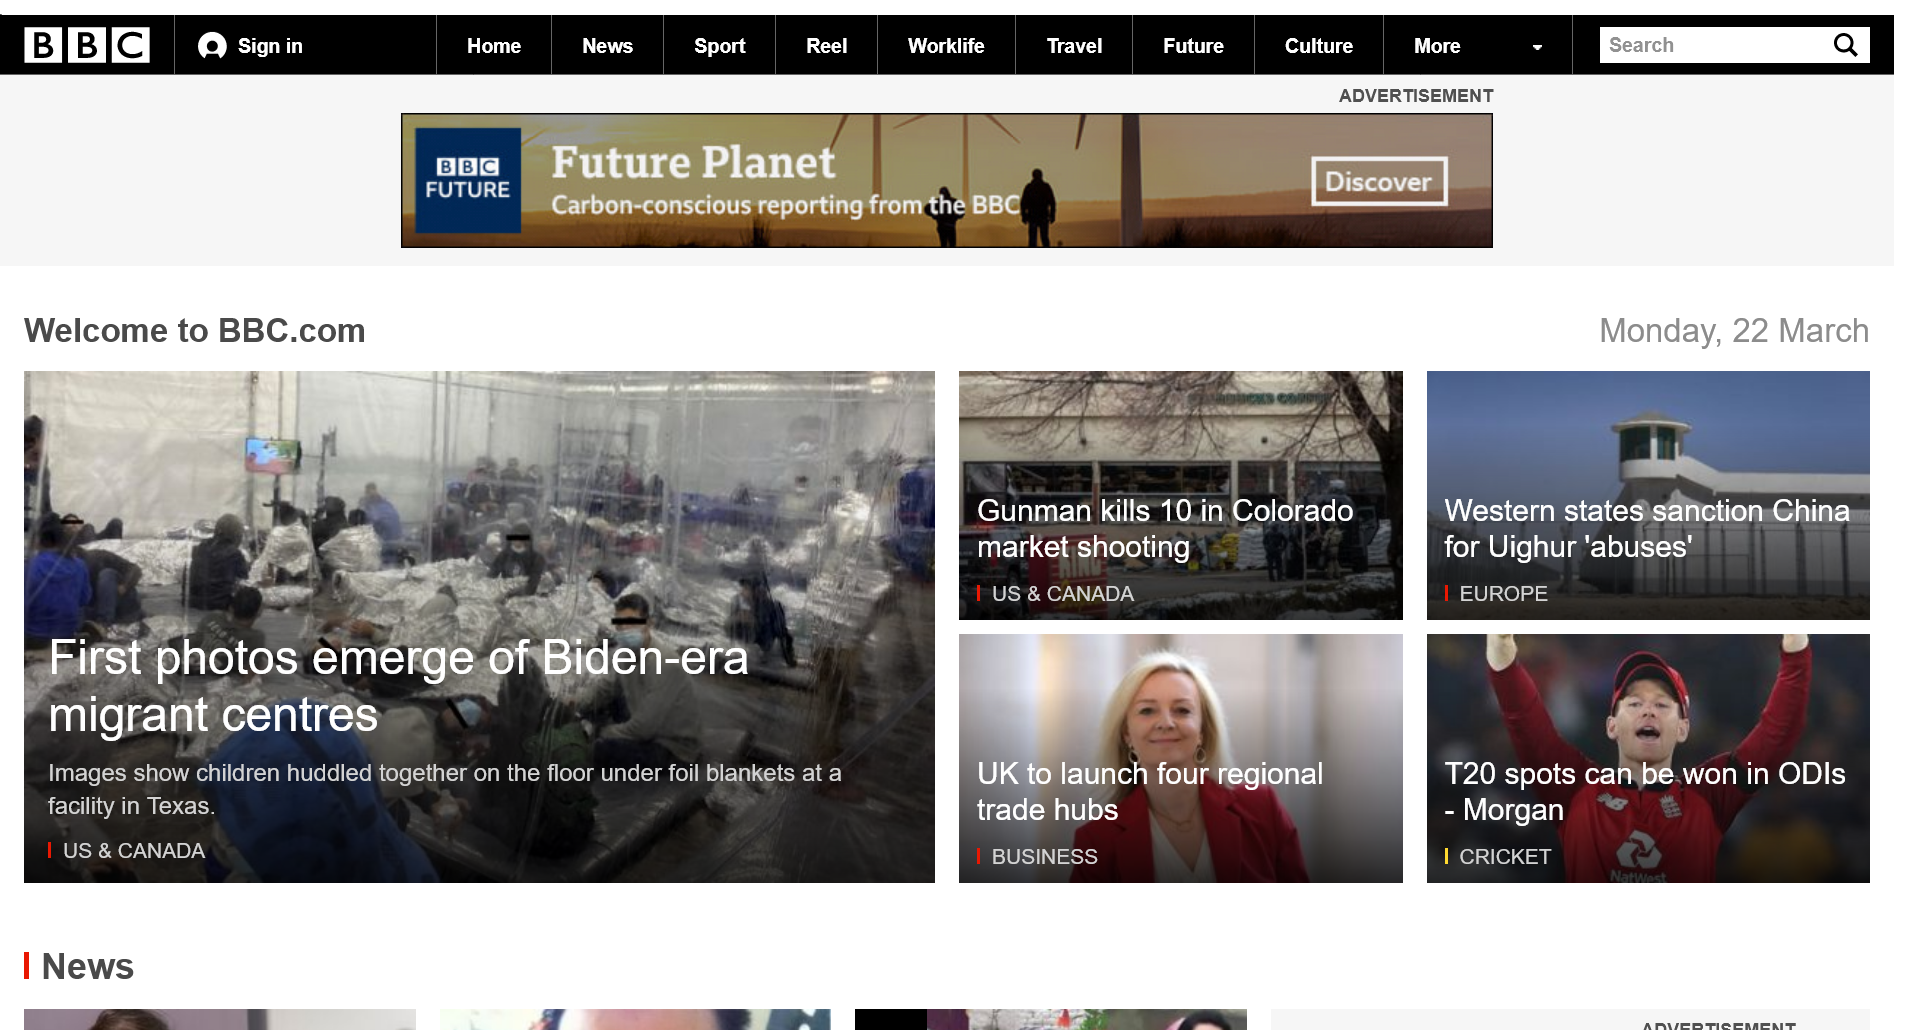 BBC
Sign in
Home
News
Sport
Reel
Worklife
Travel
Future
Culture
More
Search
ADVERTISEMENT
BBC
FUTURE
Future Planet
Carbon-conscious reporting from the BBC
Discover
Welcome to BBC.com
Monday, 22 March
First photos emerge of Biden-era
migrant centres
Images show children huddled together on the floor under foil blankets at a
facility in Texas.
US & CANADA
Gunman kills 10 in Colorado
market shooting
US & CANADA
Western states sanction China
for Uighur 'abuses'
EUROPE
UK to launch four regional
trade hubs
BUSINESS
T20 spots can be won in ODIs
- Morgan
CRICKET
NatWest
News
ADVERTISEMENT